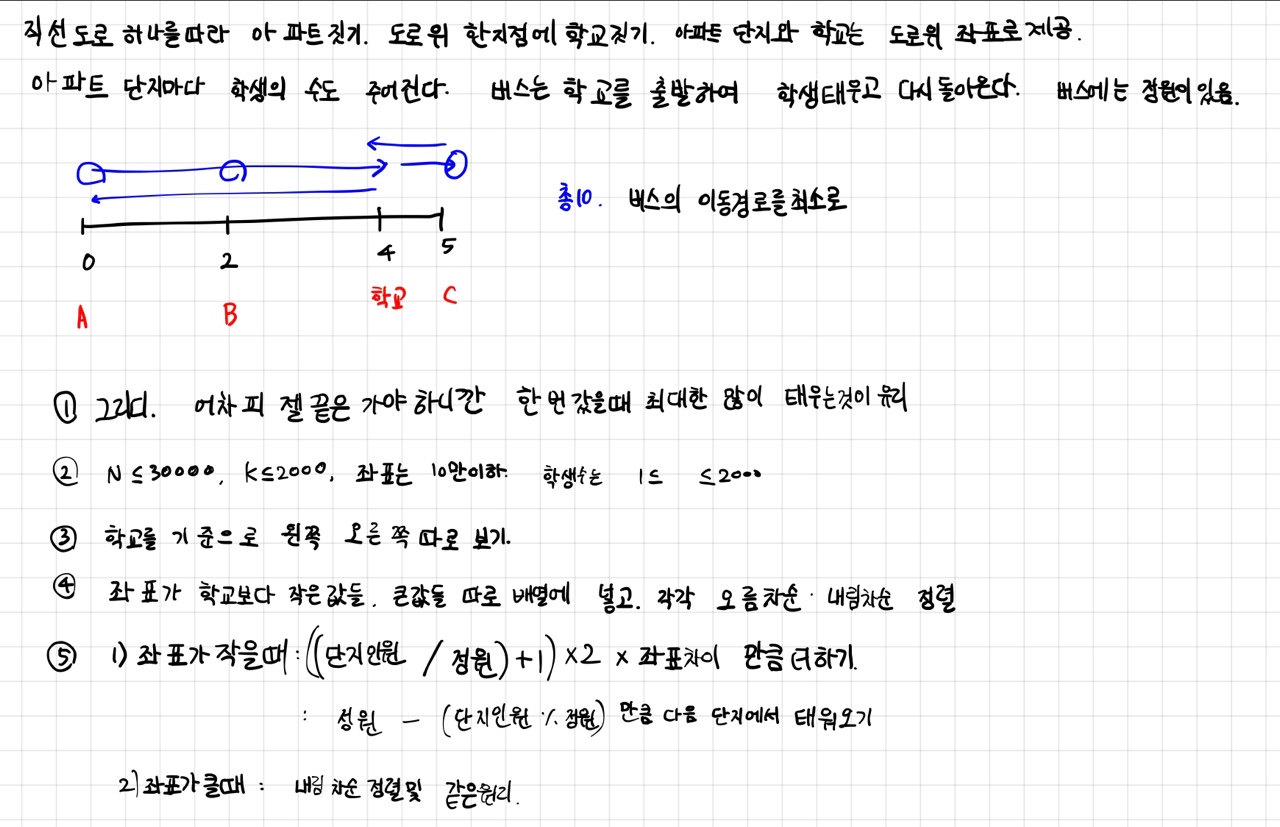 직선 도로 하나를 따라 아파트 짓기. 도로위 한지점에 학교짓기. 아파트 단지와 학교는 도로위 좌표로 제공.
아파트 단지마다 학생의 수도 주어진다. 버스는 학교를 출발하여 학생태우고 다시 돌아온다. 버스에는 정원이 있음.
총10. 버스의 이동경로를 최소로
0 2 4 5
A B 학교 C
① 그리디. 어차피 젤 끝은 가야 하니깐 한 번 갔을때 최대한 많이 태우는것이 유리
② N ≤ 30000, K ≤ 2000, 좌표는 10만이하. 학생수는 1 ≤ ≤ 2000
③ 학교를 기준으로 왼쪽 오른쪽 따로 보기.
④ 좌표가 학교보다 작은값들, 큰값들 따로 배열에 넣고. 각각 오름차순 · 내림차순 정렬
⑤ 1) 좌표가 작을때 : ((단지인원 / 정원) + 1) × 2 × 좌표차이 만큼 더하기.
: 정원 - (단지인원 % 정원) 만큼 다음 단지에서 태워오기
2) 좌표가 클때 : 내림 차순 정렬및 같은원리.